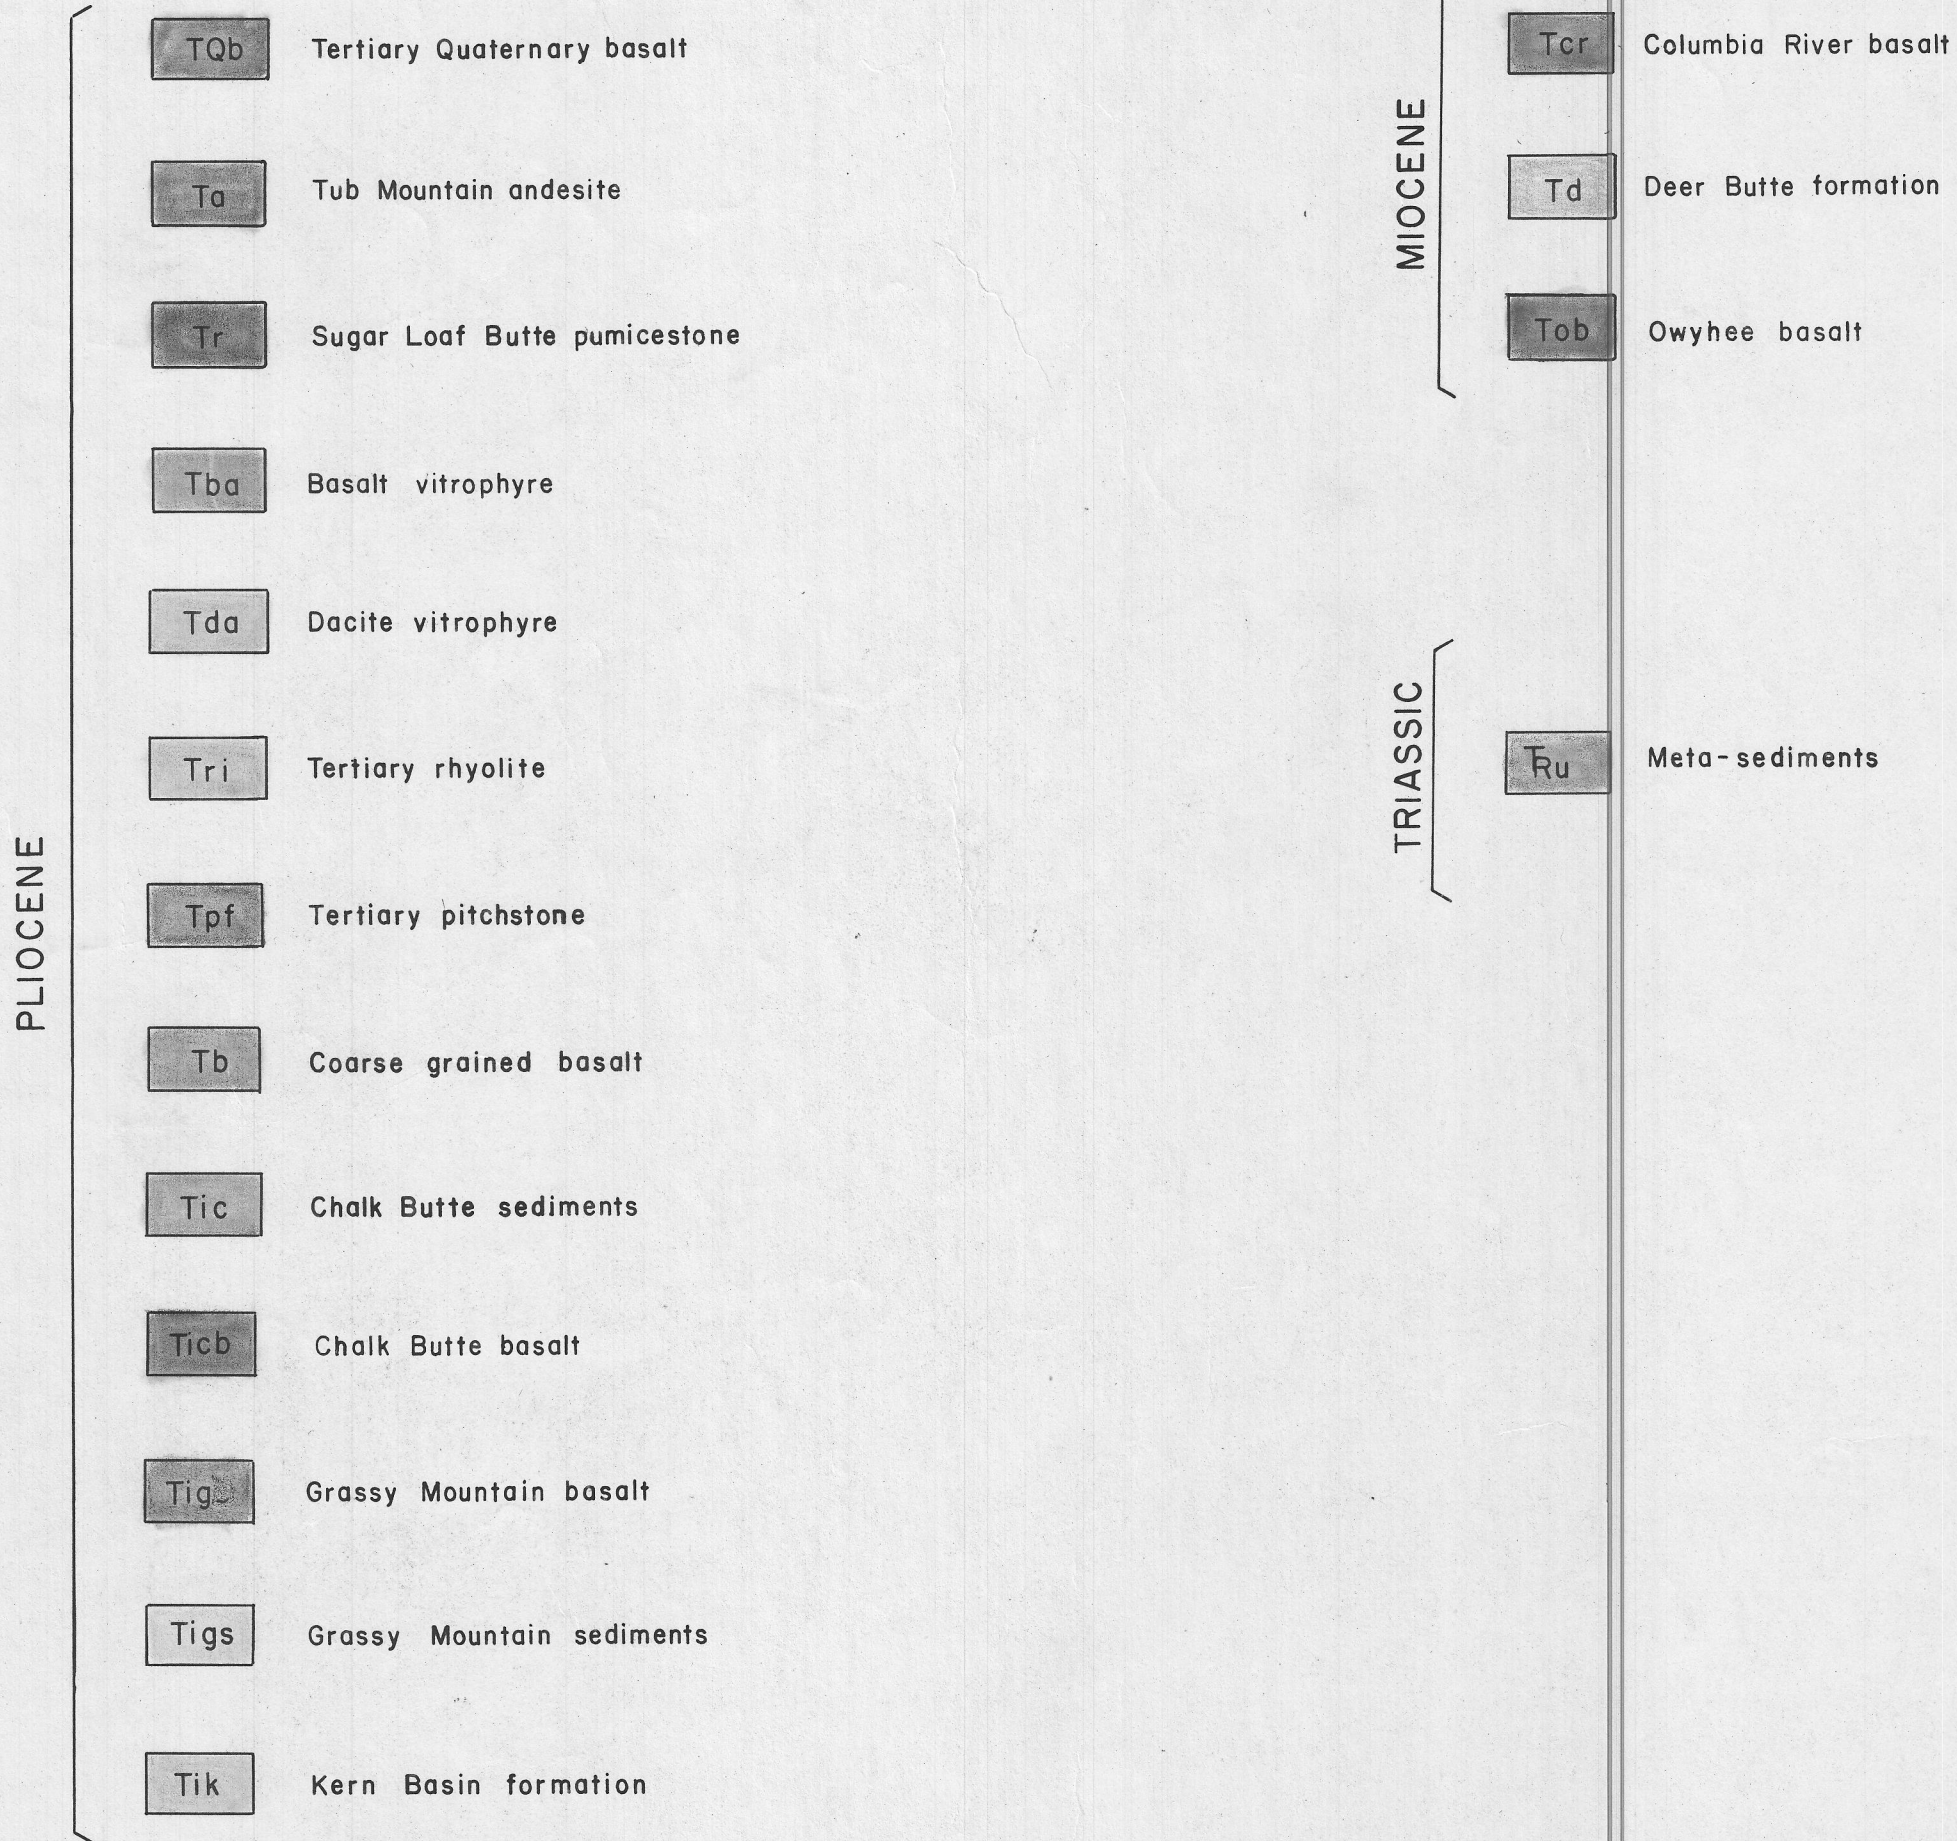 PLIOCENE
TQb Tertiary Quaternary basalt
Ta Tub Mountain andesite
Tr Sugar Loaf Butte pumicestone
Tba Basalt vitrophyre
Tda Dacite vitrophyre
Tri Tertiary rhyolite
Tpf Tertiary pitchstone
Tb Coarse grained basalt
Tic Chalk Butte sediments
Ticb Chalk Butte basalt
Tigb Grassy Mountain basalt
Tigs Grassy Mountain sediments
Tik Kern Basin formation
MIOCENE
Tcr Columbia River basalt
Td Deer Butte formation
Tob Owyhee basalt
TRIASSIC
TRu Meta-sediments